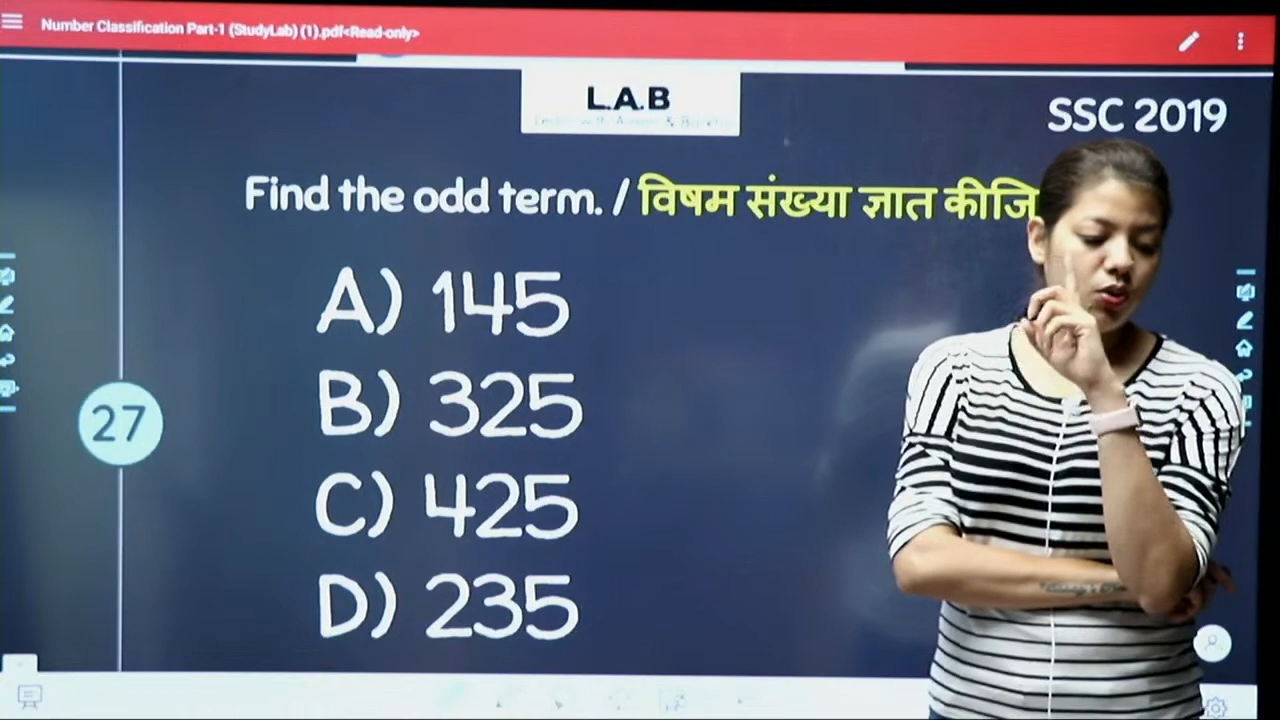 Number Classification Part-1 (StudyLab) (1).pdf<Read-only>
L.A.B
SSC 2019
Find the odd term. / विषम संख्या ज्ञात कीजि
A) 145
B) 325
C) 425
D) 235
27